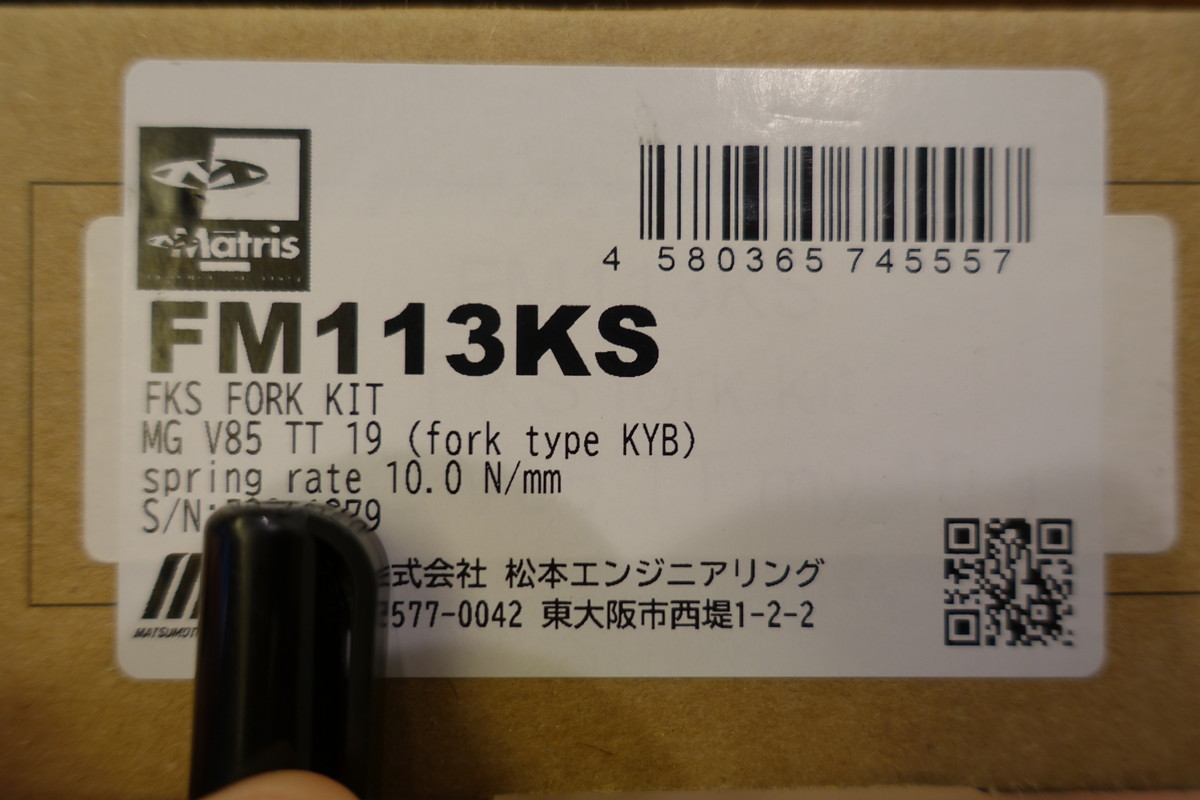 Matris
4 580365 745557
FM113KS
FKS FORK KIT
MG V85 TT 19 (fork type KYB)
spring rate 10.0 N/mm
S/N:
式会社 松本エンジニアリング
577-0042 東大阪市西堤1-2-2